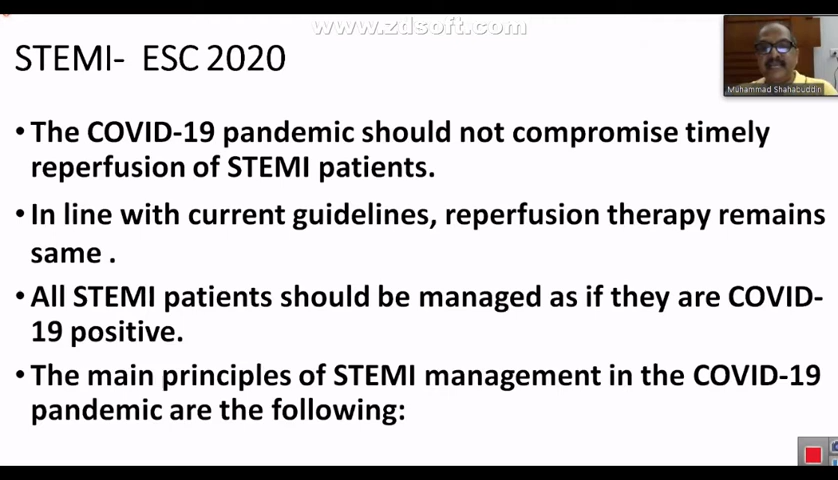 www.zdsoft.com
STEMI- ESC 2020
Muhammad Shahabuddin
• The COVID-19 pandemic should not compromise timely
reperfusion of STEMI patients.
• In line with current guidelines, reperfusion therapy remains
same .
• All STEMI patients should be managed as if they are COVID-
19 positive.
• The main principles of STEMI management in the COVID-19
pandemic are the following: